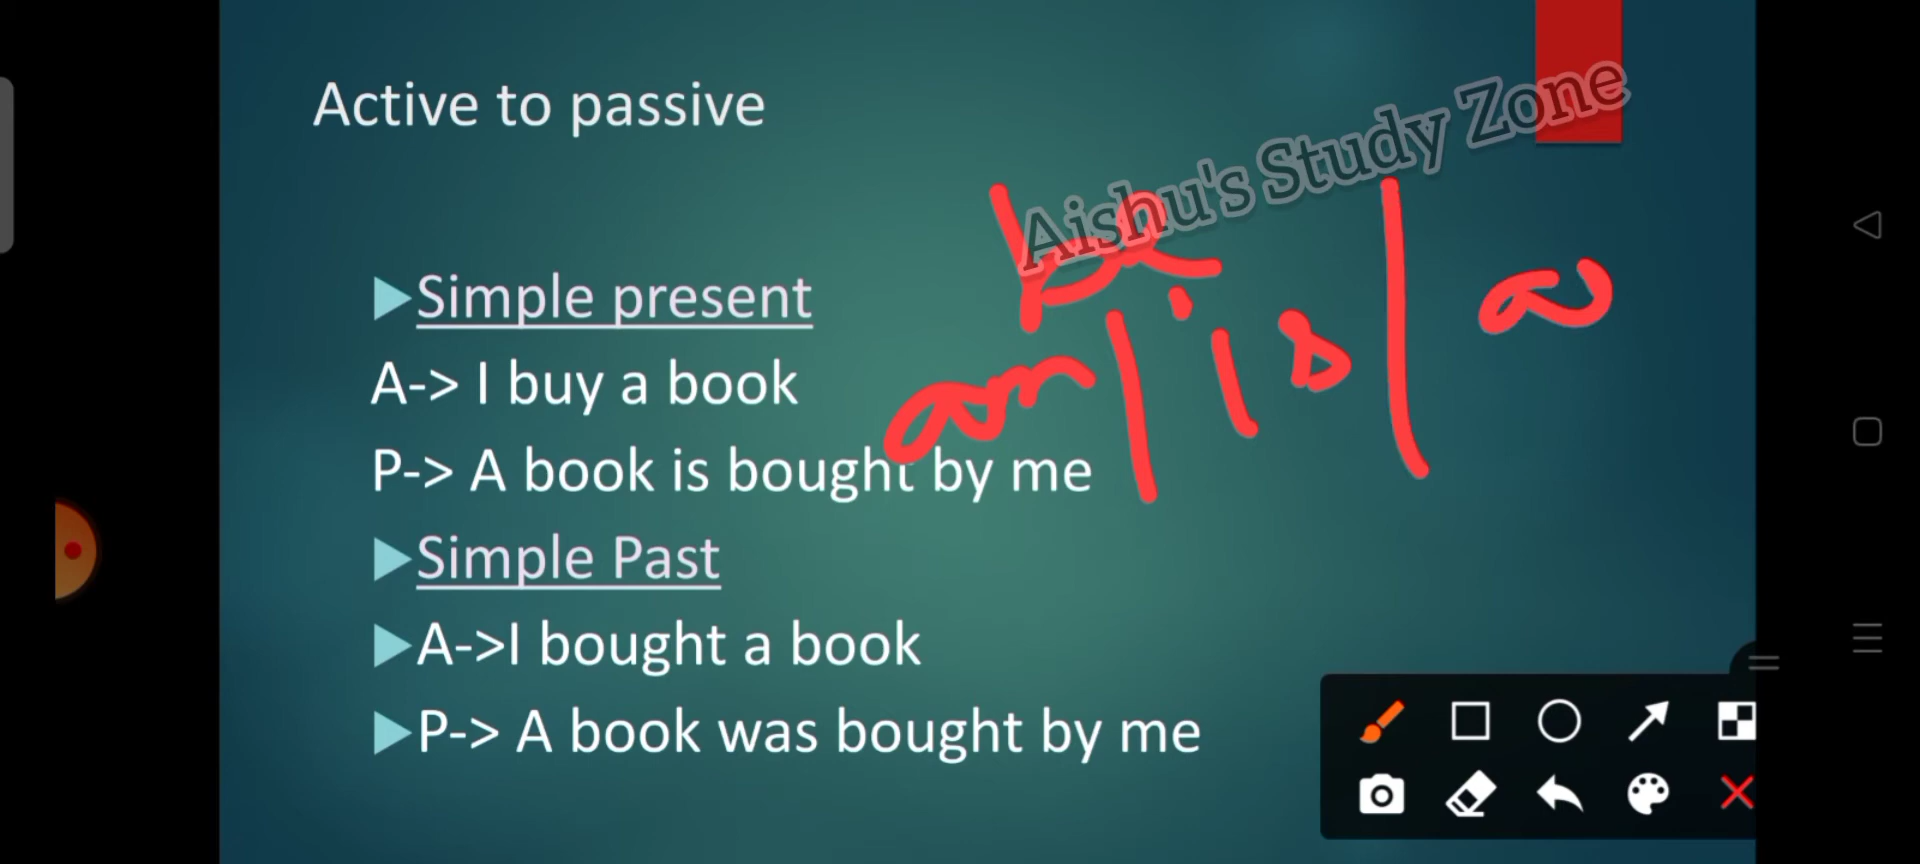 Active to passive
Aishu's Study Zone
be
Simple present
am/is/
A-> I buy a book
P-> A book is bought by me
Simple Past
A->I bought a book
P-> A book was bought by me